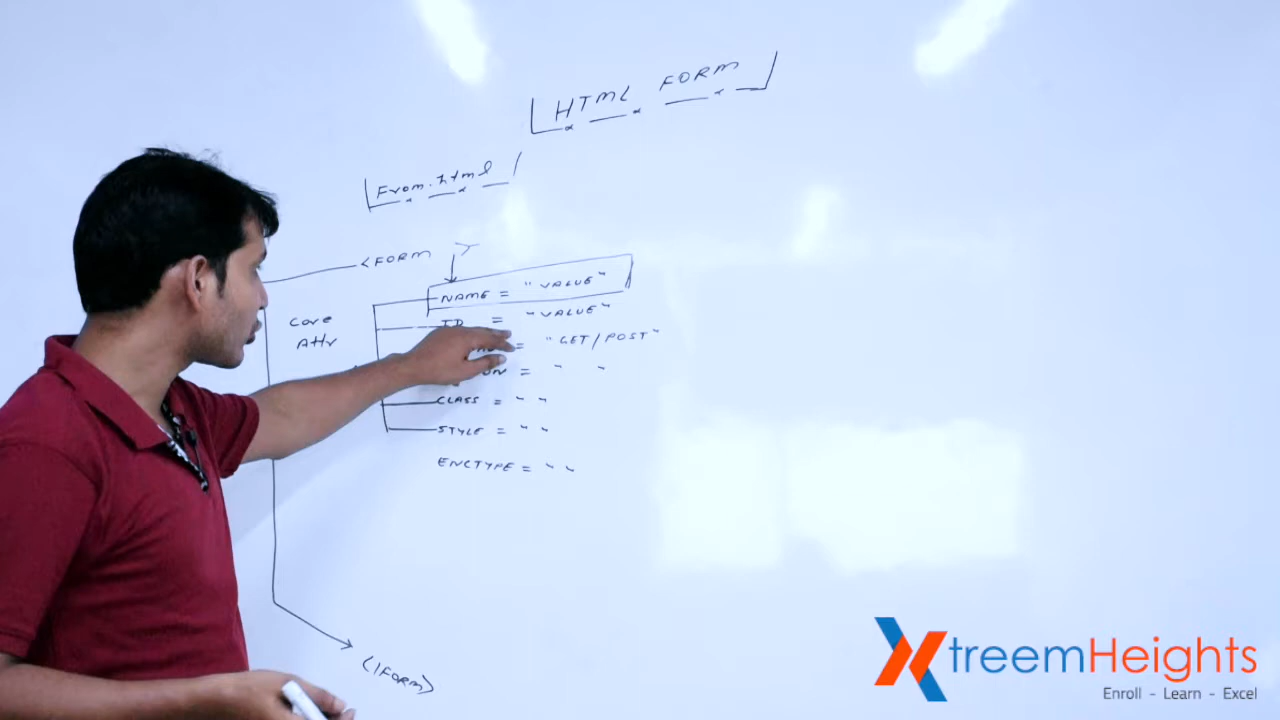 HTML FORM
From.html
<FORM >
NAME = "VALUE"
ID = "VALUE"
Core
Attr
= "GET/POST"
= " "
CLASS = " "
STYLE = " "
ENCTYPE = " "
</FORM>
XtreemHeights
Enroll - Learn - Excel